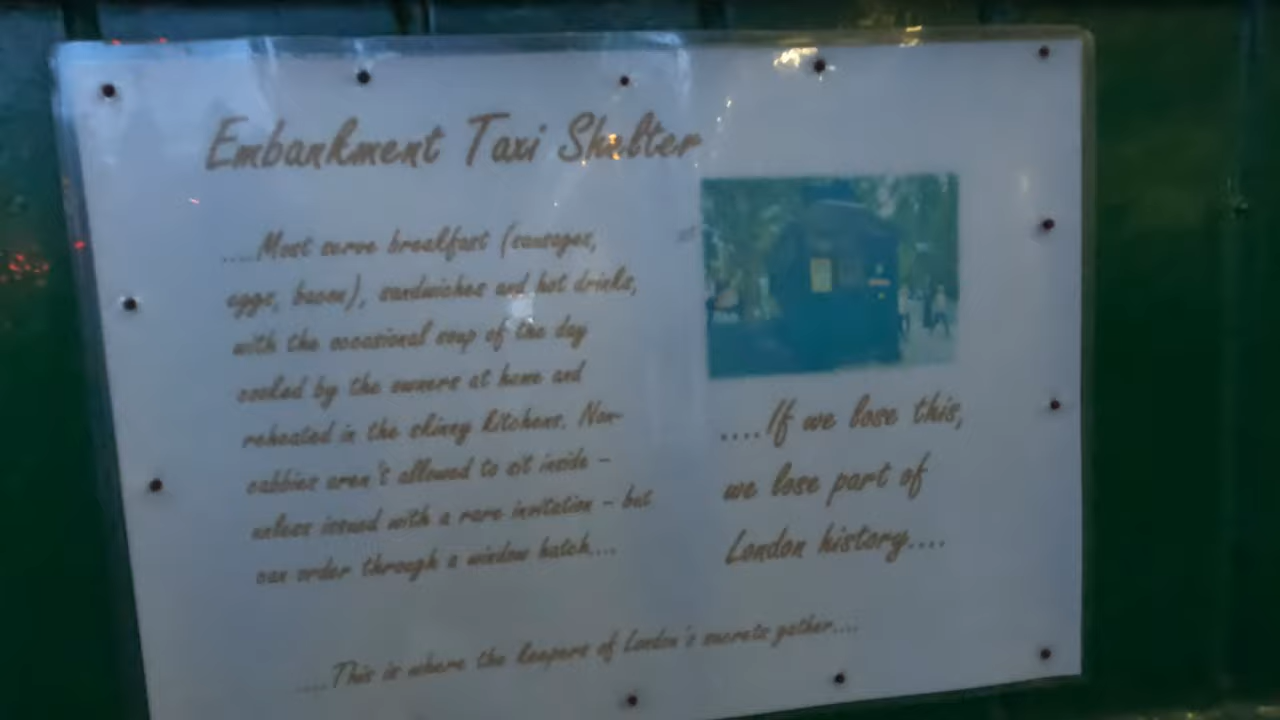 Embankment Taxi Shelter
....Most serve breakfast (sausages,
eggs, bacon), sandwiches and hot drinks,
with the occasional soup of the day
cooked by the owners at home and
reheated in the skinny kitchens. Non-
cabbies aren't allowed to sit inside –
unless issued with a rare invitation – but
can order through a window hatch....
....If we lose this,
we lose part of
London history....
....This is where the keepers of London's secrets gather....